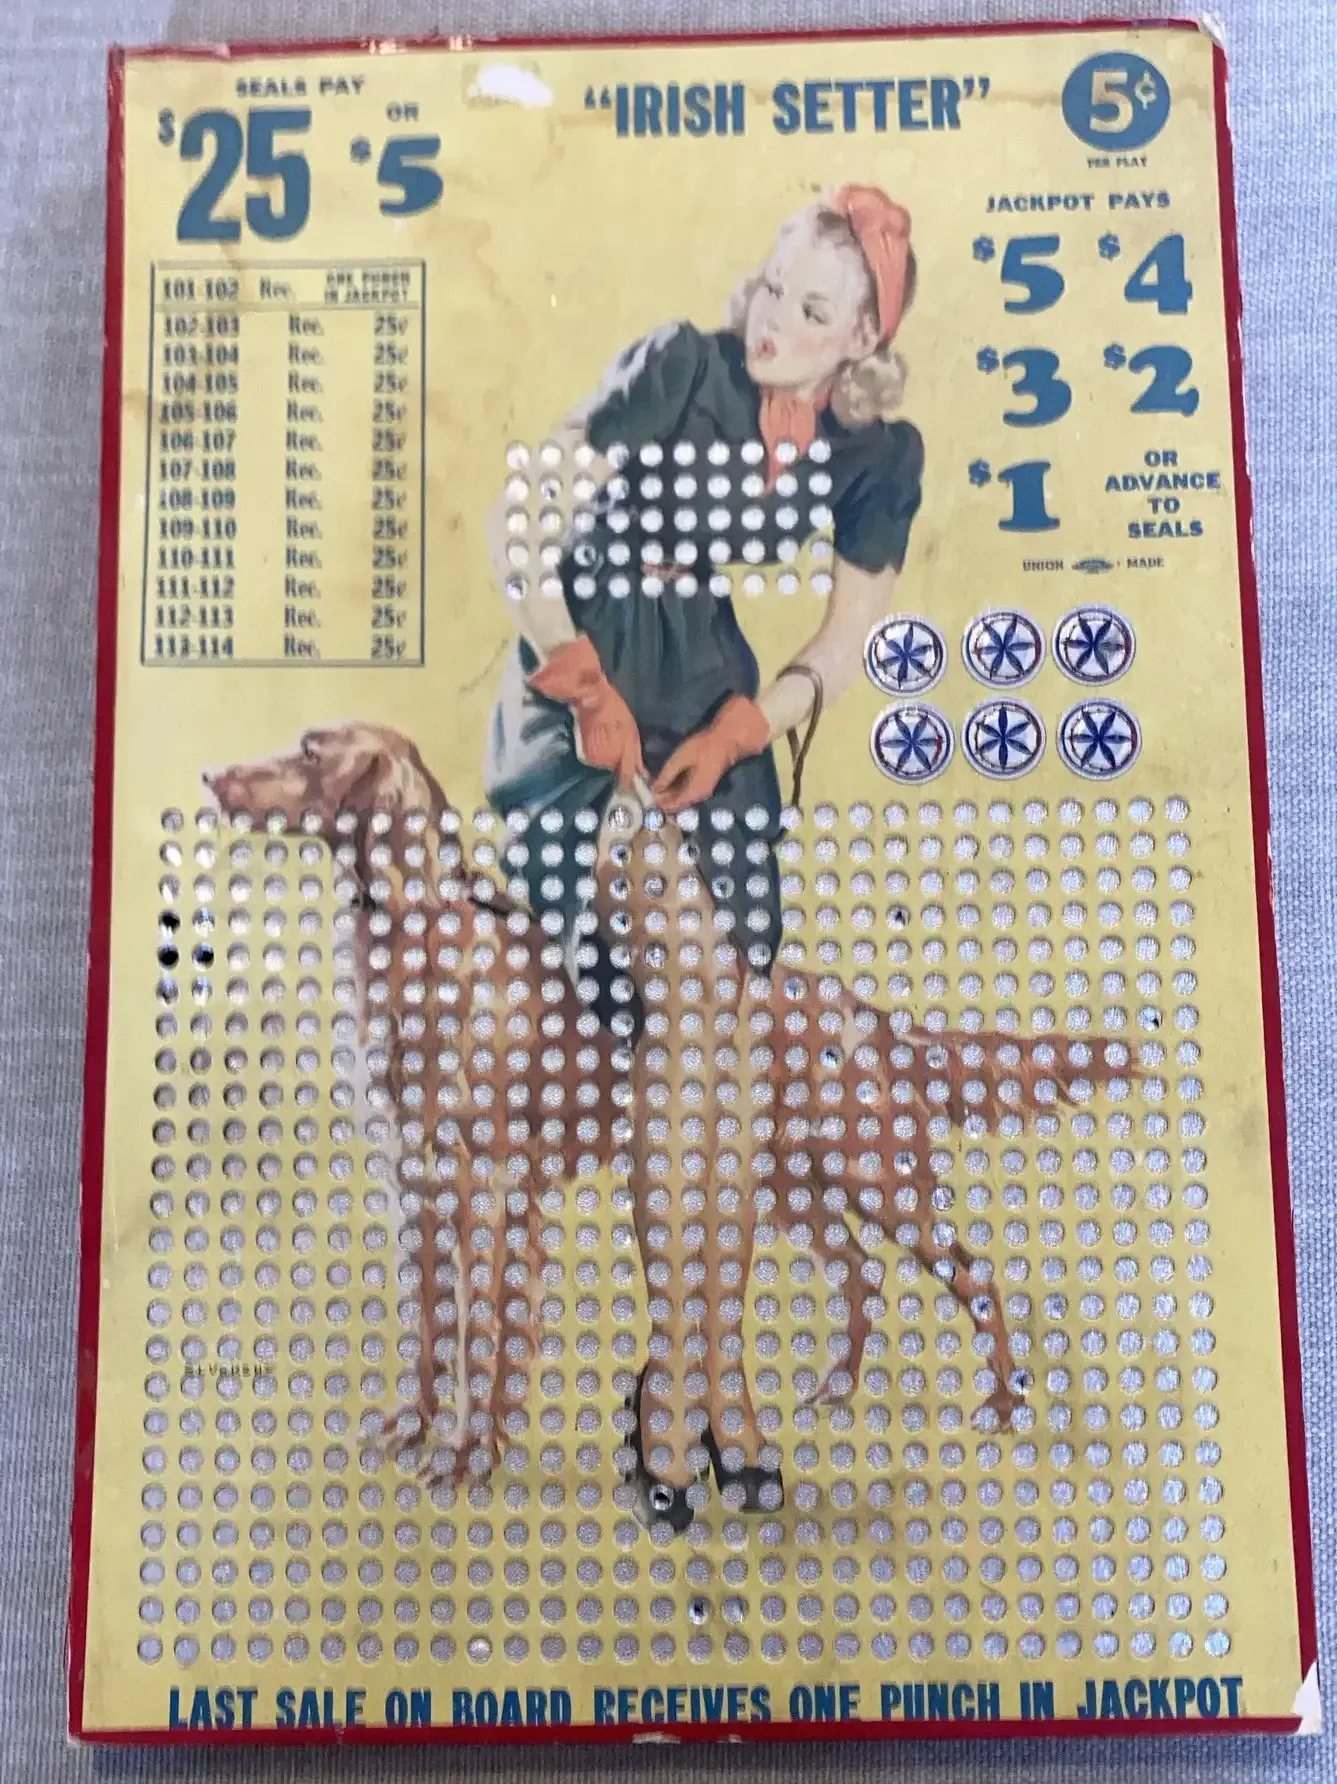 SEALS PAY
$25 OR $5
"IRISH SETTER"
5¢
PER PLAY
JACKPOT PAYS
$5 $4
$3 $2
$1 OR
ADVANCE
TO
SEALS
UNION MADE
101-102 Rec. ONE PUNCH
IN JACKPOT
102-103 Rec. 25¢
103-104 Rec. 25¢
104-105 Rec. 25¢
105-106 Rec. 25¢
106-107 Rec. 25¢
107-108 Rec. 25¢
108-109 Rec. 25¢
109-110 Rec. 25¢
110-111 Rec. 25¢
111-112 Rec. 25¢
112-113 Rec. 25¢
113-114 Rec. 25¢
LAST SALE ON BOARD RECEIVES ONE PUNCH IN JACKPOT